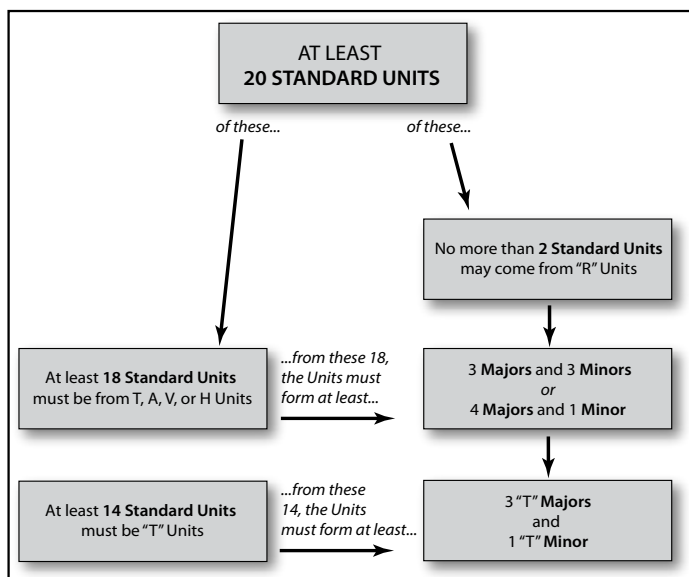 AT LEAST
20 STANDARD UNITS
of these...
of these...
No more than 2 Standard Units
may come from “R” Units
At least 18 Standard Units
must be from T, A, V, or H Units
...from these 18,
the Units must
form at least...
3 Majors and 3 Minors
or
4 Majors and 1 Minor
At least 14 Standard Units
must be “T” Units
...from these
14, the Units
must form at least...
3 “T” Majors
and
1 “T” Minor